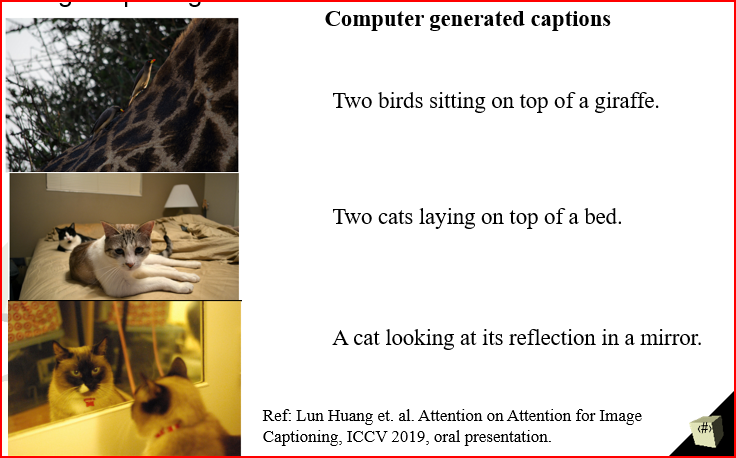 Computer generated captions
Two birds sitting on top of a giraffe.
Two cats laying on top of a bed.
A cat looking at its reflection in a mirror.
Ref: Lun Huang et. al. Attention on Attention for Image
Captioning, ICCV 2019, oral presentation.
‹#›